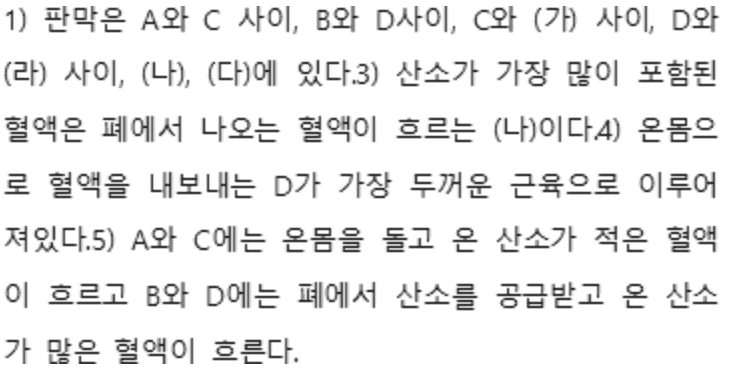 1) 판막은 A와 C 사이, B와 D사이, C와 (가) 사이, D와
(라) 사이, (나), (다)에 있다.3) 산소가 가장 많이 포함된
혈액은 폐에서 나오는 혈액이 흐르는 (나)이다.4) 온몸으
로 혈액을 내보내는 D가 가장 두꺼운 근육으로 이루어
져있다.5) A와 C에는 온몸을 돌고 온 산소가 적은 혈액
이 흐르고 B와 D에는 폐에서 산소를 공급받고 온 산소
가 많은 혈액이 흐른다.